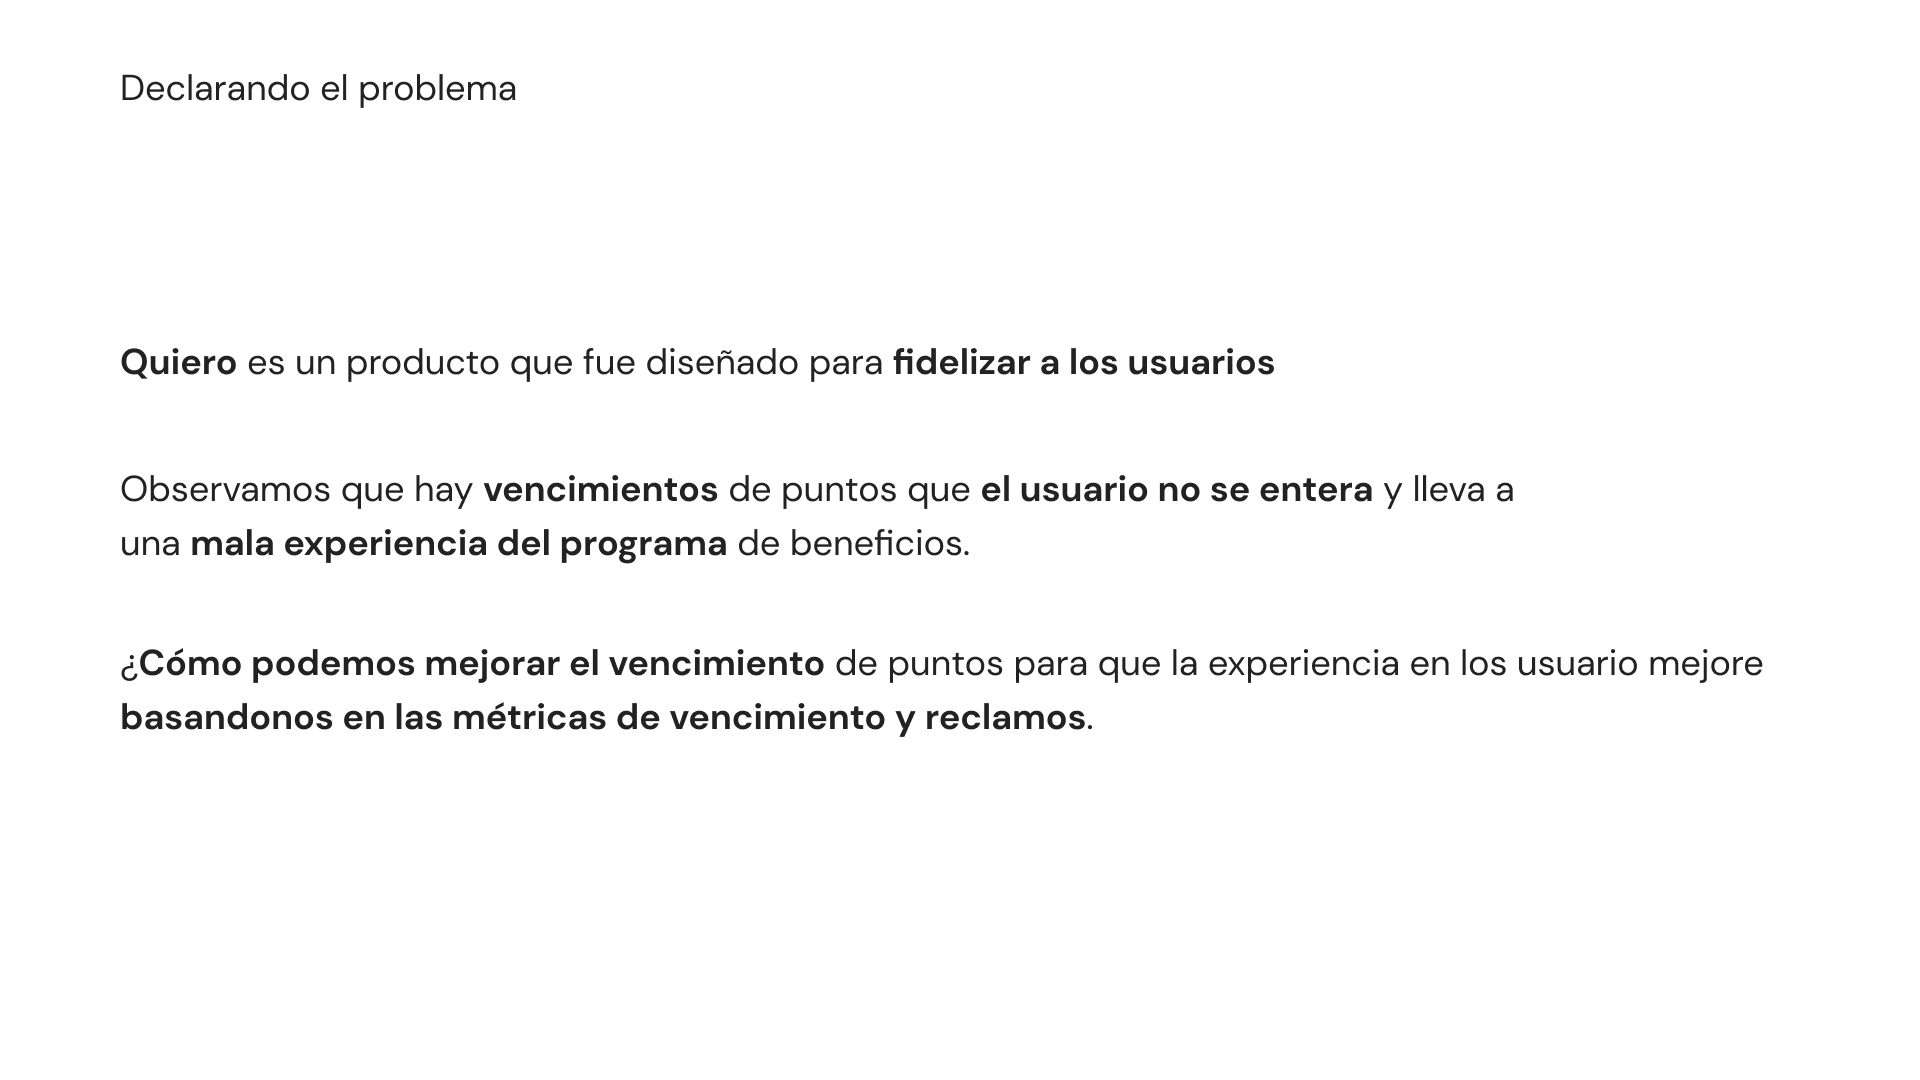 Declarando el problema
Quiero es un producto que fue diseñado para fidelizar a los usuarios
Observamos que hay vencimientos de puntos que el usuario no se entera y lleva a
una mala experiencia del programa de beneficios.
¿Cómo podemos mejorar el vencimiento de puntos para que la experiencia en los usuario mejore
basandonos en las métricas de vencimiento y reclamos.